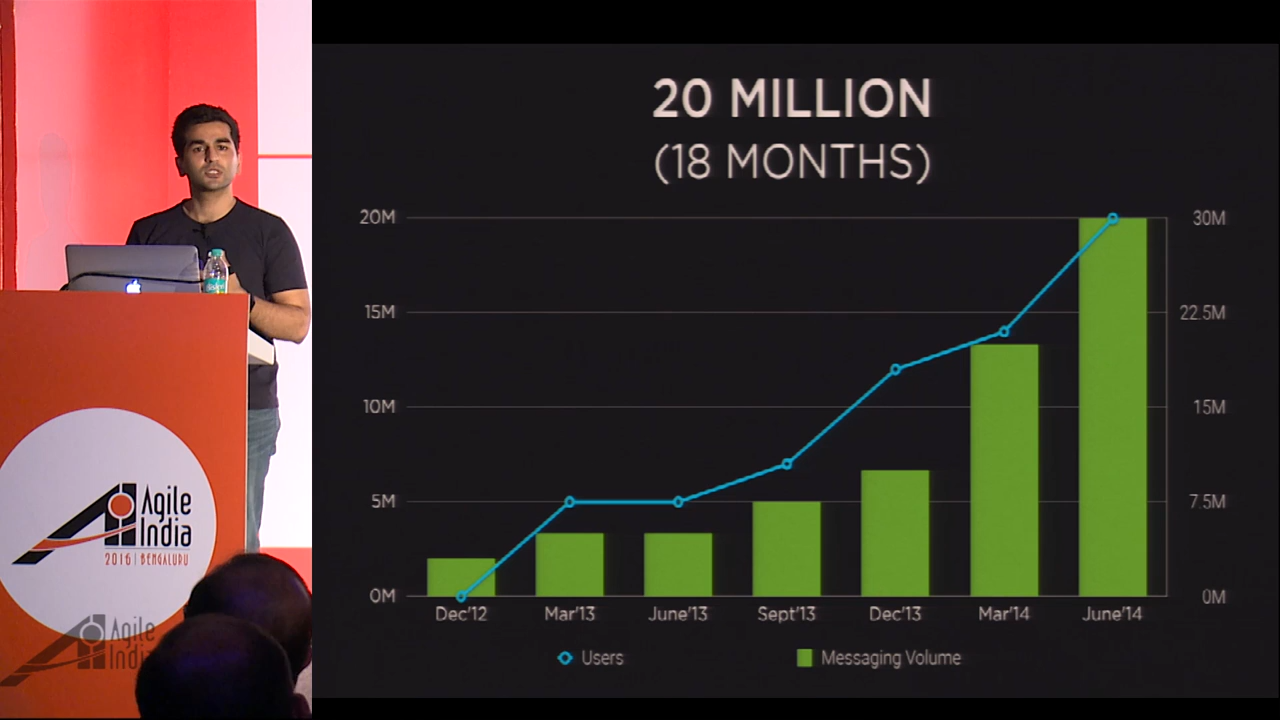 20 MILLION
(18 MONTHS)
20M
30M
15M
22.5M
10M
15M
5M
7.5M
0M
0M
Dec'12
Mar'13
June'13
Sept'13
Dec'13
Mar'14
June'14
Users
Messaging Volume
Agile
India
2016 | BENGALURU
Agile
India